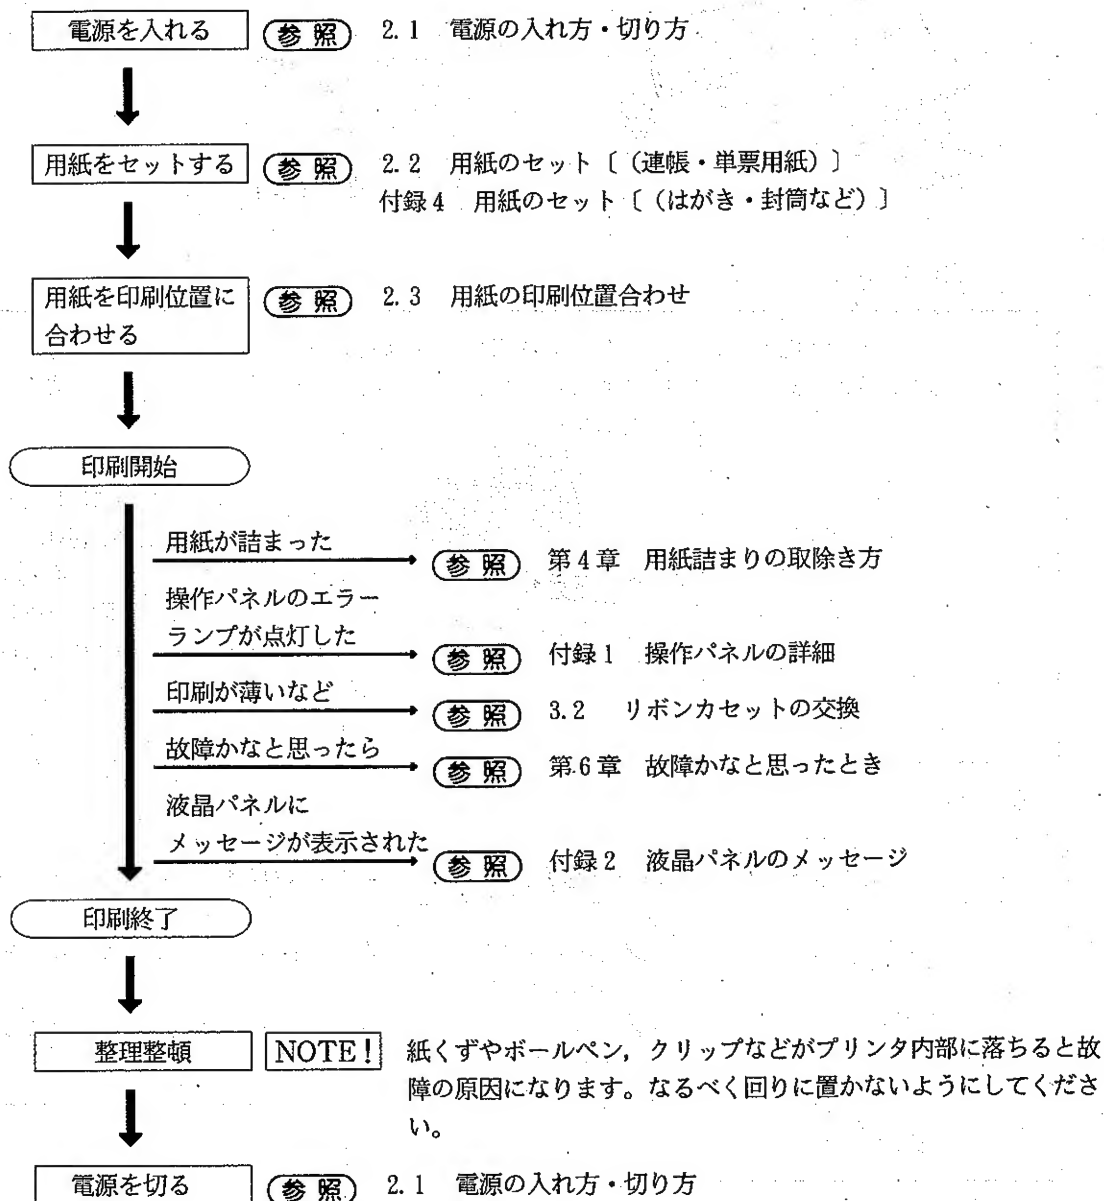 電源を入れる 参照 2.1 電源の入れ方・切り方
用紙をセットする 参照 2.2 用紙のセット〔（連帳・単票用紙）〕
付録4 用紙のセット〔（はがき・封筒など）〕
用紙を印刷位置に 参照 2.3 用紙の印刷位置合わせ
合わせる
印刷開始
用紙が詰まった
参照 第4章 用紙詰まりの取除き方
操作パネルのエラー
ランプが点灯した
参照 付録1 操作パネルの詳細
印刷が薄いなど
参照 3.2 リボンカセットの交換
故障かなと思ったら
参照 第6章 故障かなと思ったとき
液晶パネルに
メッセージが表示された
参照 付録2 液晶パネルのメッセージ
印刷終了
整理整頓 NOTE! 紙くずやボールペン，クリップなどがプリンタ内部に落ちると故
障の原因になります。なるべく回りに置かないようにしてくださ
い。
電源を切る 参照 2.1 電源の入れ方・切り方